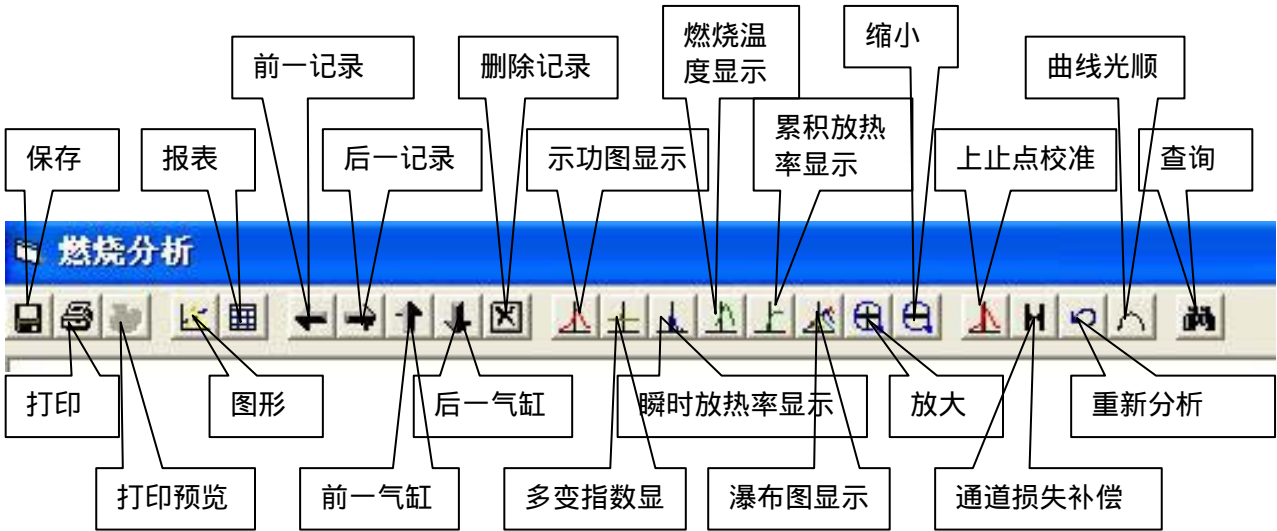 燃烧温
度显示
缩小
前一记录
删除记录
曲线光顺
累积放热
率显示
保存
报表
后一记录
示功图显示
上止点校准
查询
燃烧分析
打印
图形
后一气缸
瞬时放热率显示
放大
重新分析
打印预览
前一气缸
多变指数显
瀑布图显示
通道损失补偿